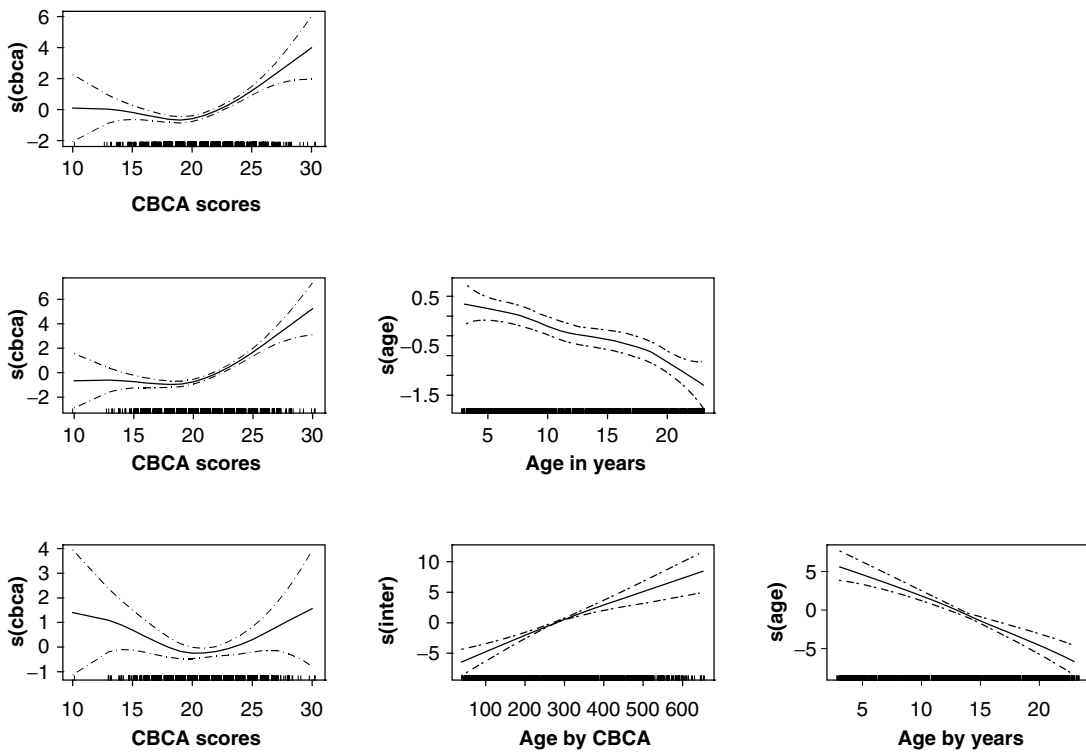 s(cbca)
6
4
2
0
−2
10 15 20 25 30
CBCA scores
s(cbca)
6
4
2
0
−2
10 15 20 25 30
CBCA scores
s(age)
0.5
−0.5
−1.5
5 10 15 20
Age in years
s(cbca)
4
3
2
1
0
−1
10 15 20 25 30
CBCA scores
s(inter)
10
5
0
−5
100 200 300 400 500 600
Age by CBCA
s(age)
5
0
−5
5 10 15 20
Age by years